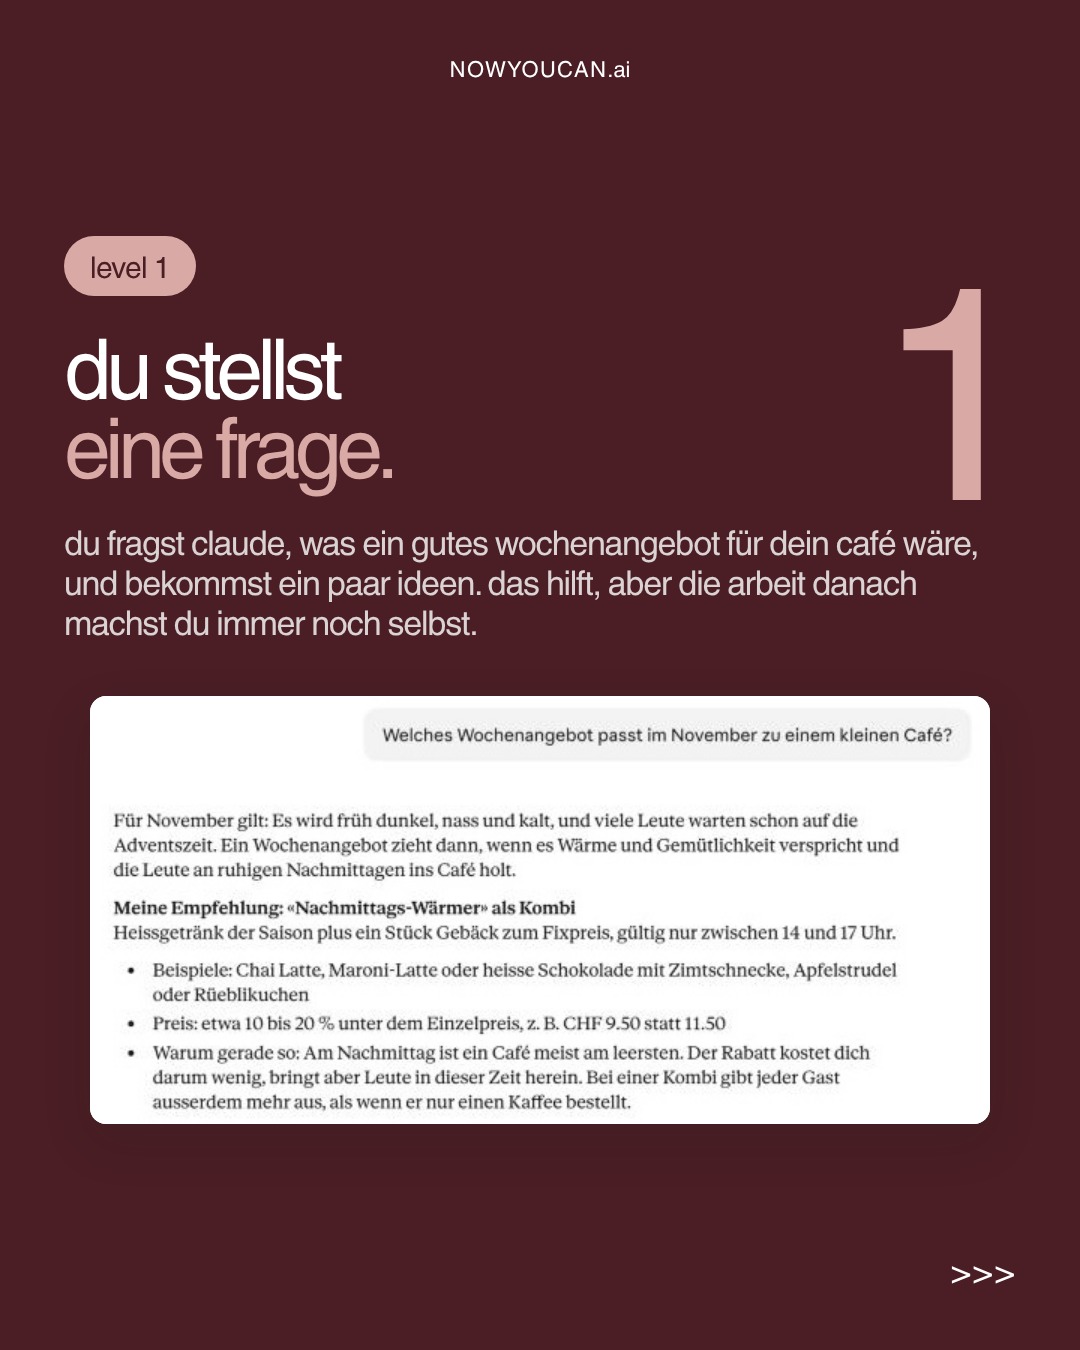 NOWYOUCAN.ai
level 1
1
du stellst
eine frage.
du fragst claude, was ein gutes wochenangebot für dein café wäre,
und bekommst ein paar ideen. das hilft, aber die arbeit danach
machst du immer noch selbst.
Welches Wochenangebot passt im November zu einem kleinen Café?
Für November gilt: Es wird früh dunkel, nass und kalt, und viele Leute warten schon auf die
Adventszeit. Ein Wochenangebot zieht dann, wenn es Wärme und Gemütlichkeit verspricht und
die Leute an ruhigen Nachmittagen ins Café holt.
Meine Empfehlung: «Nachmittags-Wärmer» als Kombi
Heissgetränk der Saison plus ein Stück Gebäck zum Fixpreis, gültig nur zwischen 14 und 17 Uhr.
• Beispiele: Chai Latte, Maroni-Latte oder heisse Schokolade mit Zimtschnecke, Apfelstrudel
oder Rüeblikuchen
• Preis: etwa 10 bis 20 % unter dem Einzelpreis, z. B. CHF 9.50 statt 11.50
• Warum gerade so: Am Nachmittag ist ein Café meist am leersten. Der Rabatt kostet dich
darum wenig, bringt aber Leute in dieser Zeit herein. Bei einer Kombi gibt jeder Gast
ausserdem mehr aus, als wenn er nur einen Kaffee bestellt.
>>>